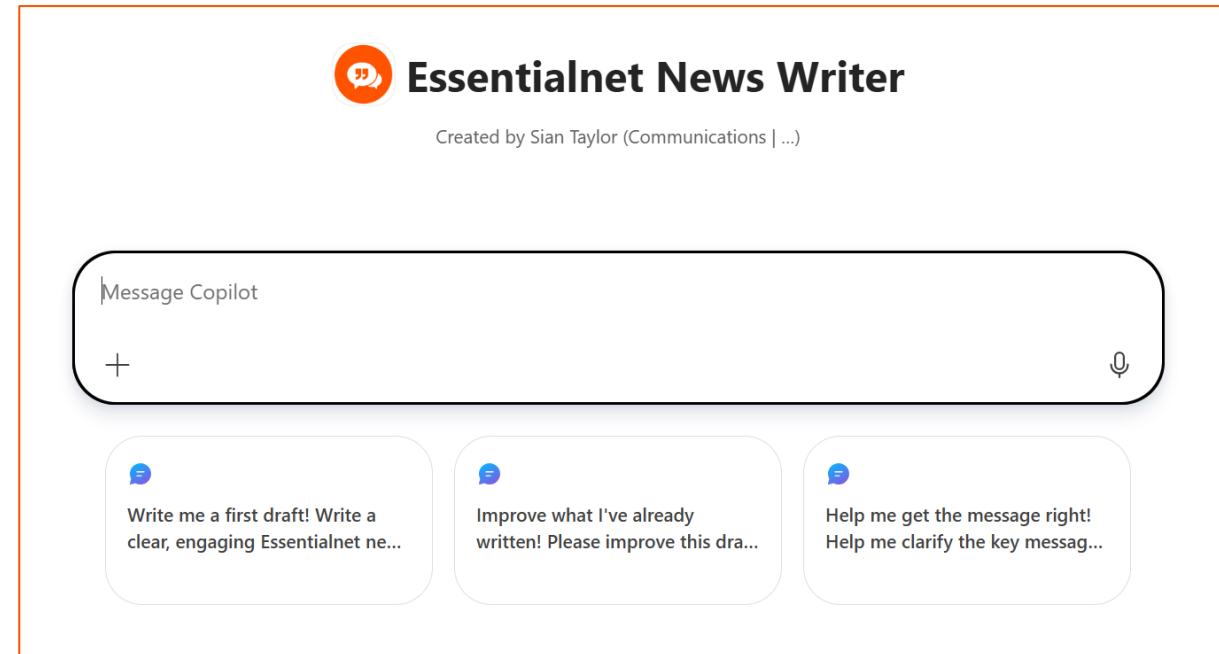 Essentialnet News Writer
Created by Sian Taylor (Communications | ...)
Message Copilot
Write me a first draft! Write a
clear, engaging Essentialnet ne...
Improve what I've already
written! Please improve this dra...
Help me get the message right!
Help me clarify the key messag...